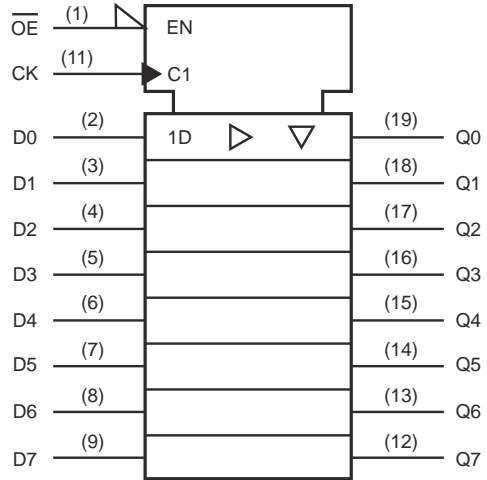 O̅E̅ (1) EN
CK (11) C1
D0 (2) 1D (19) Q0
D1 (3) (18) Q1
D2 (4) (17) Q2
D3 (5) (16) Q3
D4 (6) (15) Q4
D5 (7) (14) Q5
D6 (8) (13) Q6
D7 (9) (12) Q7